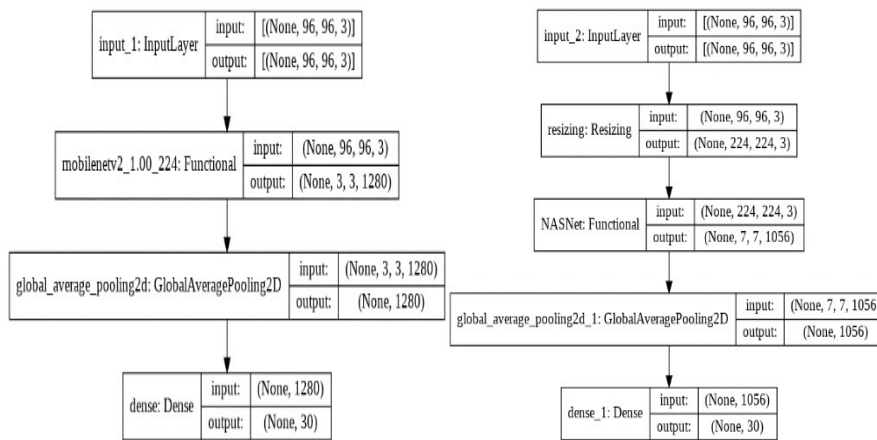 input_1: InputLayer
input: [(None, 96, 96, 3)]
output: [(None, 96, 96, 3)]
mobilenetv2_1.00_224: Functional
input: (None, 96, 96, 3)
output: (None, 3, 3, 1280)
global_average_pooling2d: GlobalAveragePooling2D
input: (None, 3, 3, 1280)
output: (None, 1280)
dense: Dense
input: (None, 1280)
output: (None, 30)
input_2: InputLayer
input: [(None, 96, 96, 3)]
output: [(None, 96, 96, 3)]
resizing: Resizing
input: (None, 96, 96, 3)
output: (None, 224, 224, 3)
NASNet: Functional
input: (None, 224, 224, 3)
output: (None, 7, 7, 1056)
global_average_pooling2d_1: GlobalAveragePooling2D
input: (None, 7, 7, 1056
output: (None, 1056)
dense_1: Dense
input: (None, 1056)
output: (None, 30)